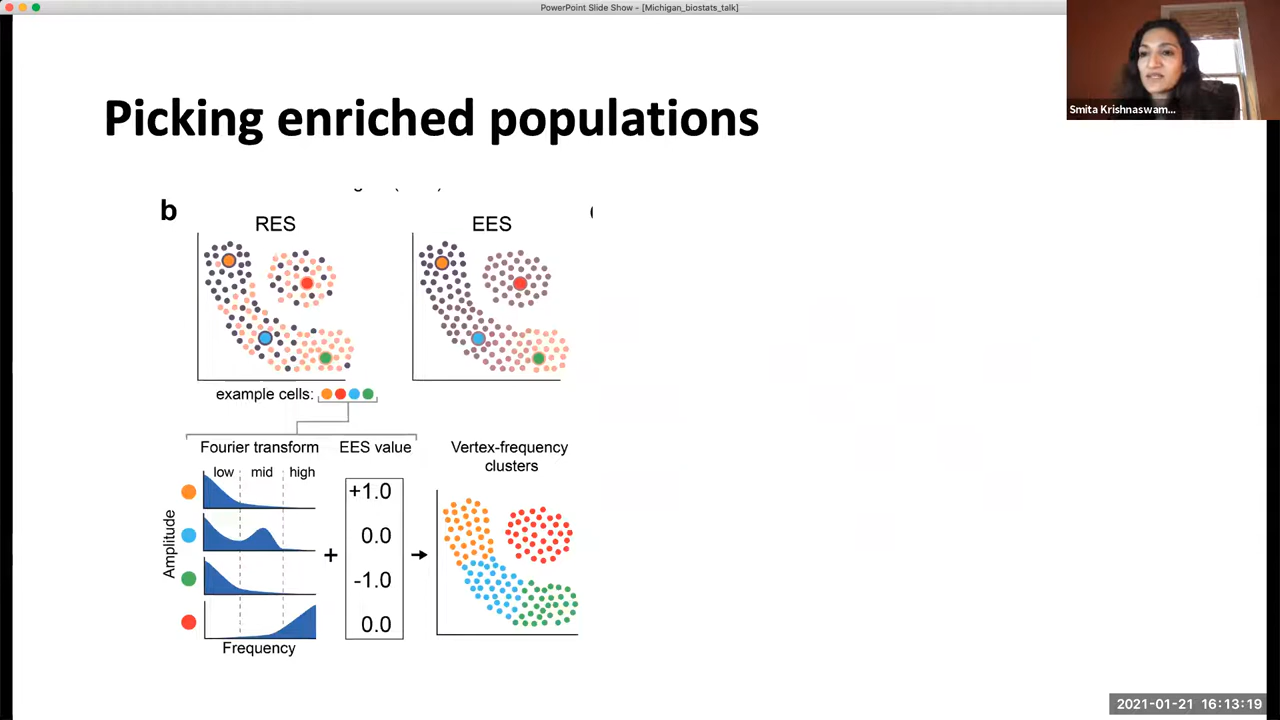 PowerPoint Slide Show - [Michigan_biostats_talk]
Smita Krishnaswam...
Picking enriched populations
b
RES
EES
example cells:
Fourier transform
EES value
Vertex-frequency
clusters
low mid high
+1.0
0.0
-1.0
0.0
Amplitude
Frequency
2021-01-21 16:13:19